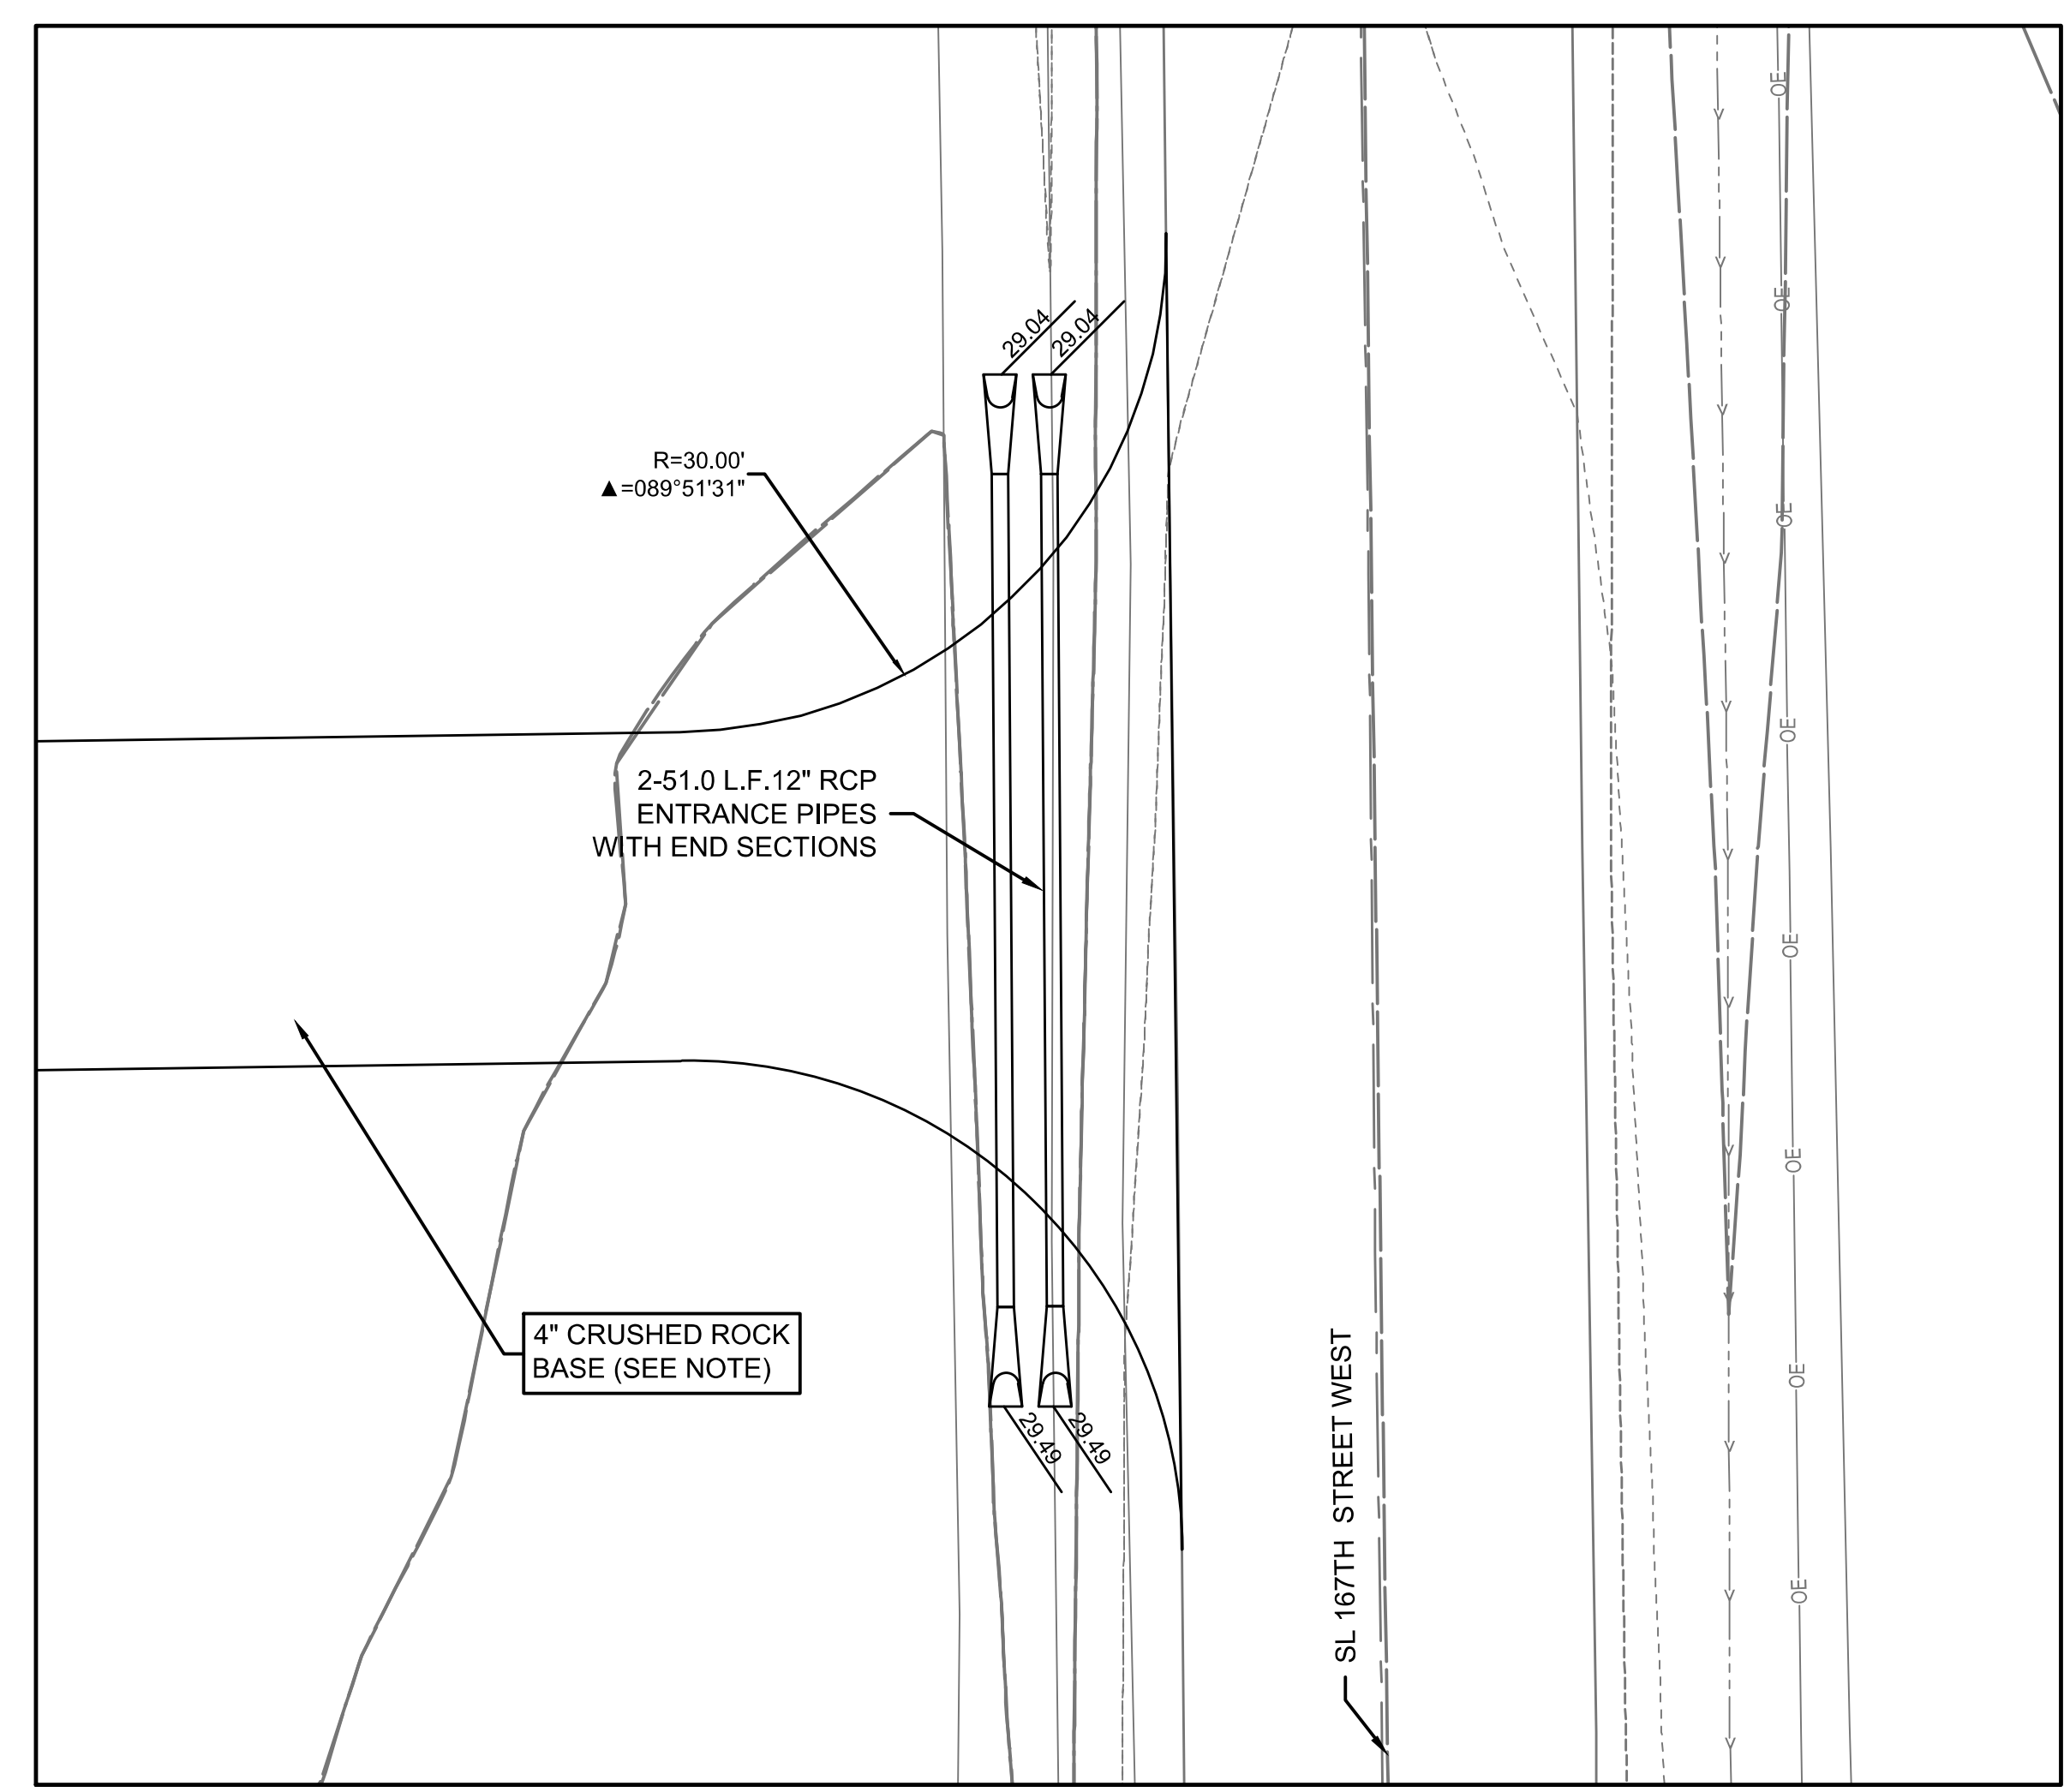 OE
OE
29.04
29.04
R=30.00'
▲=089°51'31"
OE
OE
2-51.0 L.F.12" RCP
ENTRANCE PIPES
WITH END SECTIONS
OE
OE
4" CRUSHED ROCK
BASE (SEE NOTE)
OE
29.49
29.49
SL 167TH STREET WEST
OE